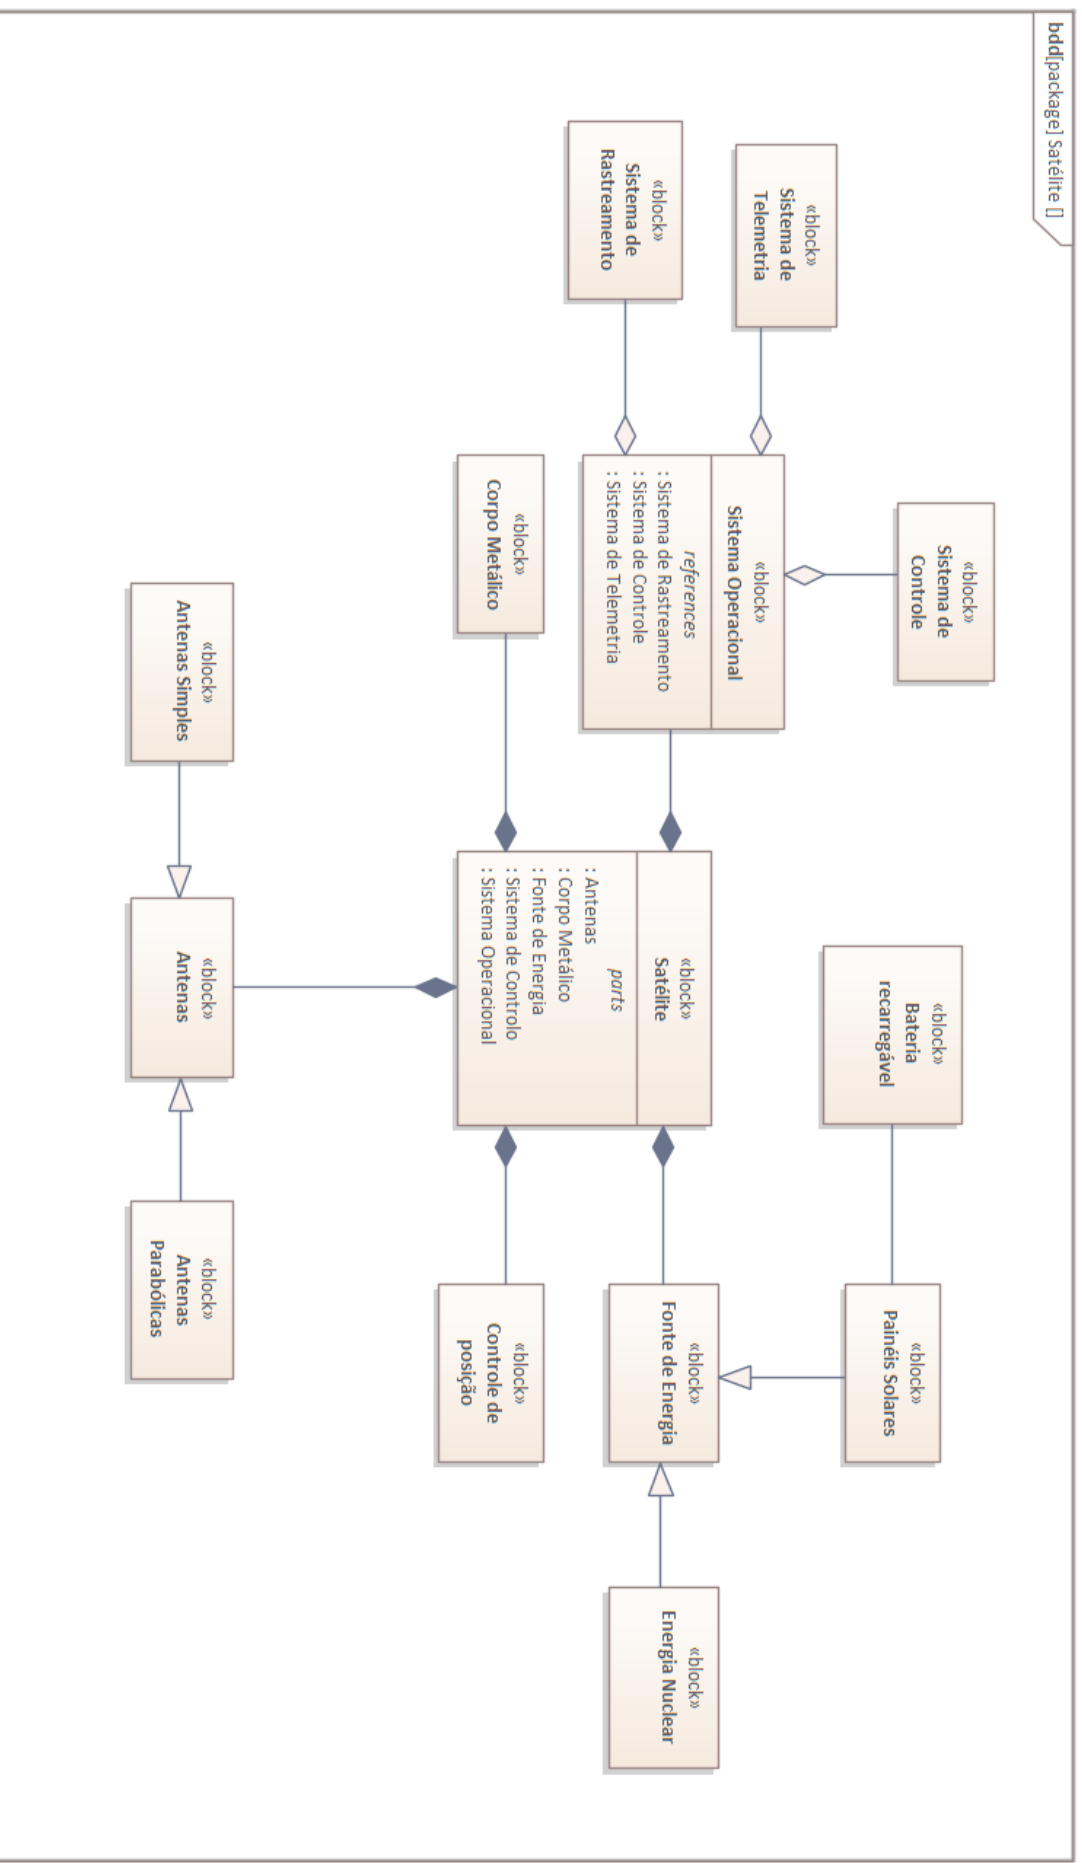 bdd[package] Satélite []
«block»
Sistema de
Controle
«block»
Sistema de
Telemetria
«block»
Sistema de
Rastreamento
«block»
Sistema Operacional
references
: Sistema de Rastreamento
: Sistema de Controle
: Sistema de Telemetria
«block»
Bateria
recarregável
«block»
Painéis Solares
«block»
Corpo Metálico
«block»
Satélite
parts
: Antenas
: Corpo Metálico
: Fonte de Energia
: Sistema de Controlo
: Sistema Operacional
«block»
Fonte de Energia
«block»
Energia Nuclear
«block»
Controle de
posição
«block»
Antenas Simples
«block»
Antenas
«block»
Antenas
Parabólicas